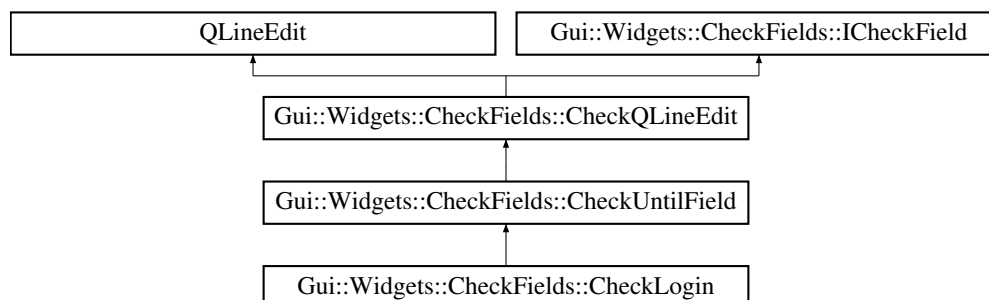 QLineEdit
Gui::Widgets::CheckFields::ICheckField
Gui::Widgets::CheckFields::CheckQLineEdit
Gui::Widgets::CheckFields::CheckUntilField
Gui::Widgets::CheckFields::CheckLogin